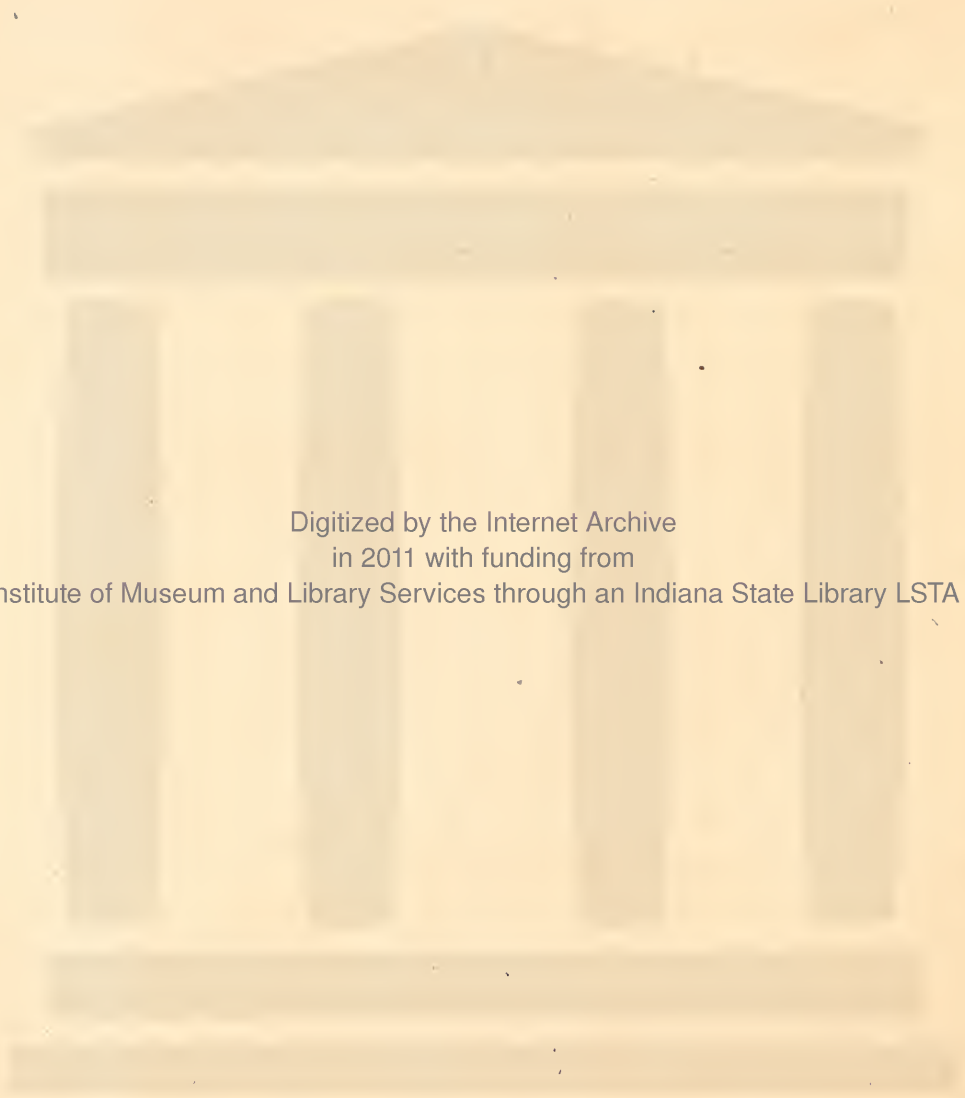 Digitized by the Internet Archive
in 2011 with funding from
nstitute of Museum and Library Services through an Indiana State Library LSTA